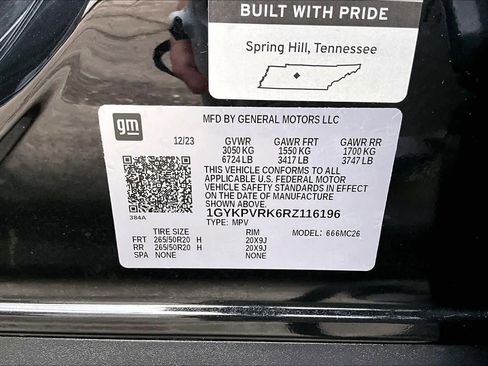 BUILT WITH PRIDE
Spring Hill, Tennessee
gm
MFD BY GENERAL MOTORS LLC
12/23 GVWR GAWR FRT GAWR RR
3050 KG 1550 KG 1700 KG
6724 LB 3417 LB 3747 LB
THIS VEHICLE CONFORMS TO ALL
APPLICABLE U.S. FEDERAL MOTOR
VEHICLE SAFETY STANDARDS IN EFFECT
ON THE DATE OF MANUFACTURE
SHOWN ABOVE.
384A
1GYKPVRK6RZ116196
TYPE: MPV
TIRE SIZE RIM MODEL: 666MC26
FRT 265/50R20 H 20X9J
RR 265/50R20 H 20X9J
SPA NONE NONE